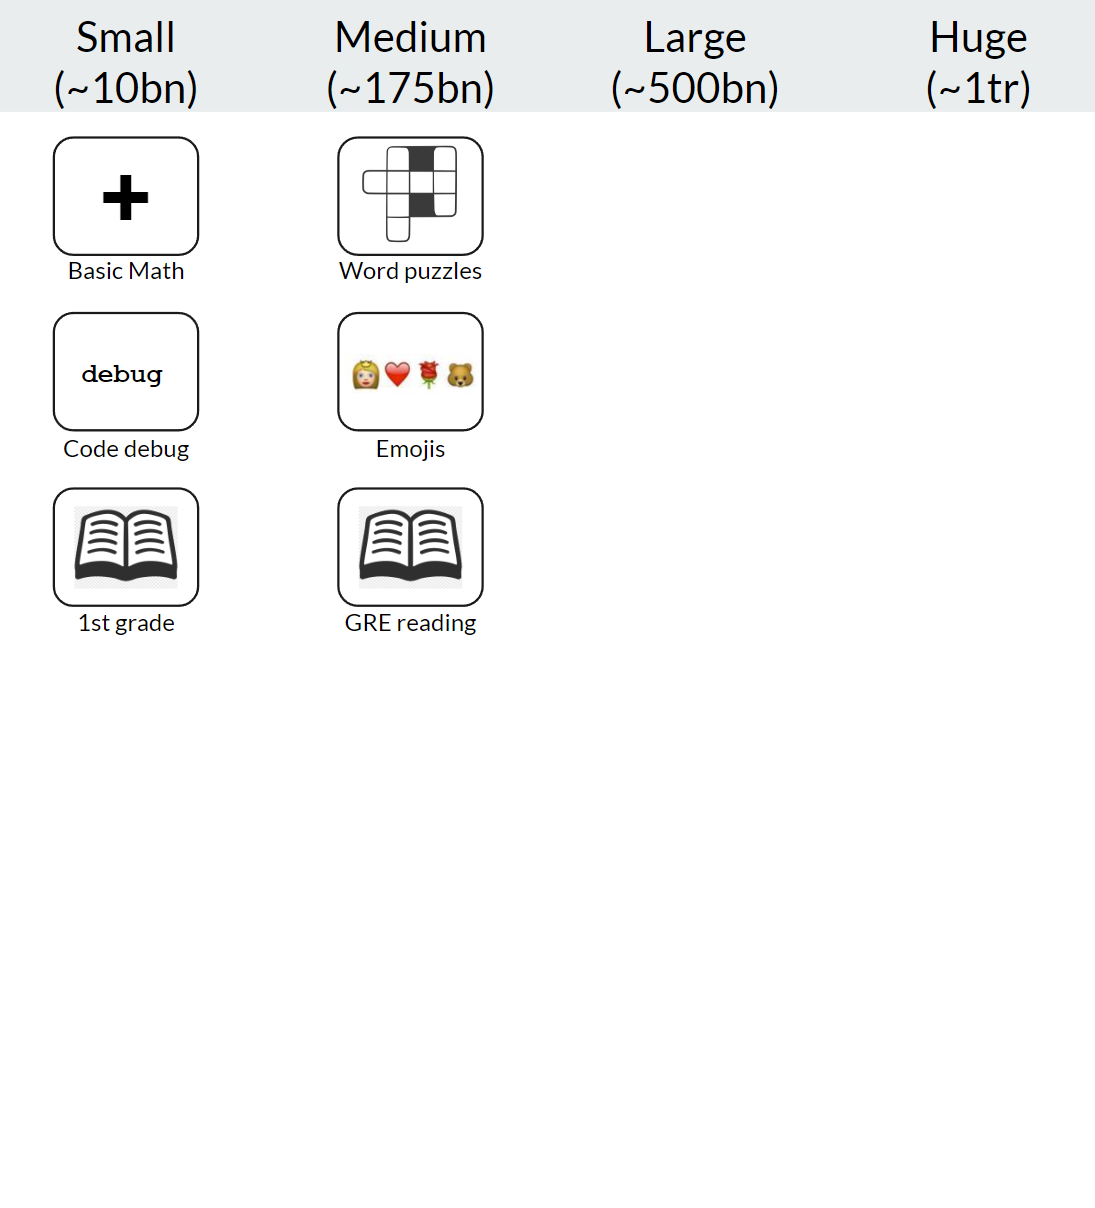 Small
(~10bn)
Medium
(~175bn)
Large
(~500bn)
Huge
(~1tr)
Basic Math
Word puzzles
debug
Code debug
Emojis
1st grade
GRE reading